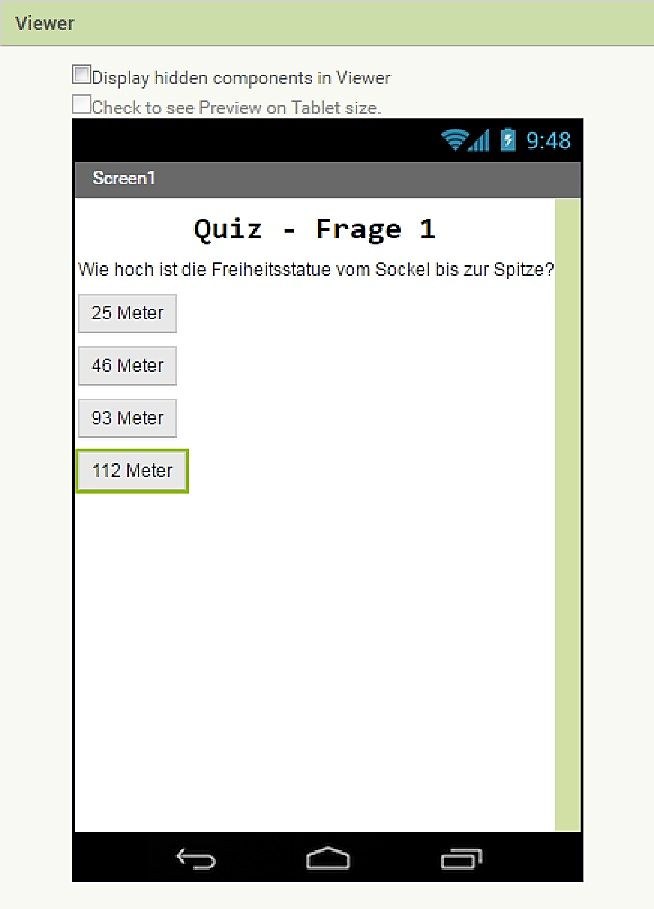 Viewer
Display hidden components in Viewer
Check to see Preview on Tablet size.
9:48
Screen1
Quiz - Frage 1
Wie hoch ist die Freiheitsstatue vom Sockel bis zur Spitze?
25 Meter
46 Meter
93 Meter
112 Meter